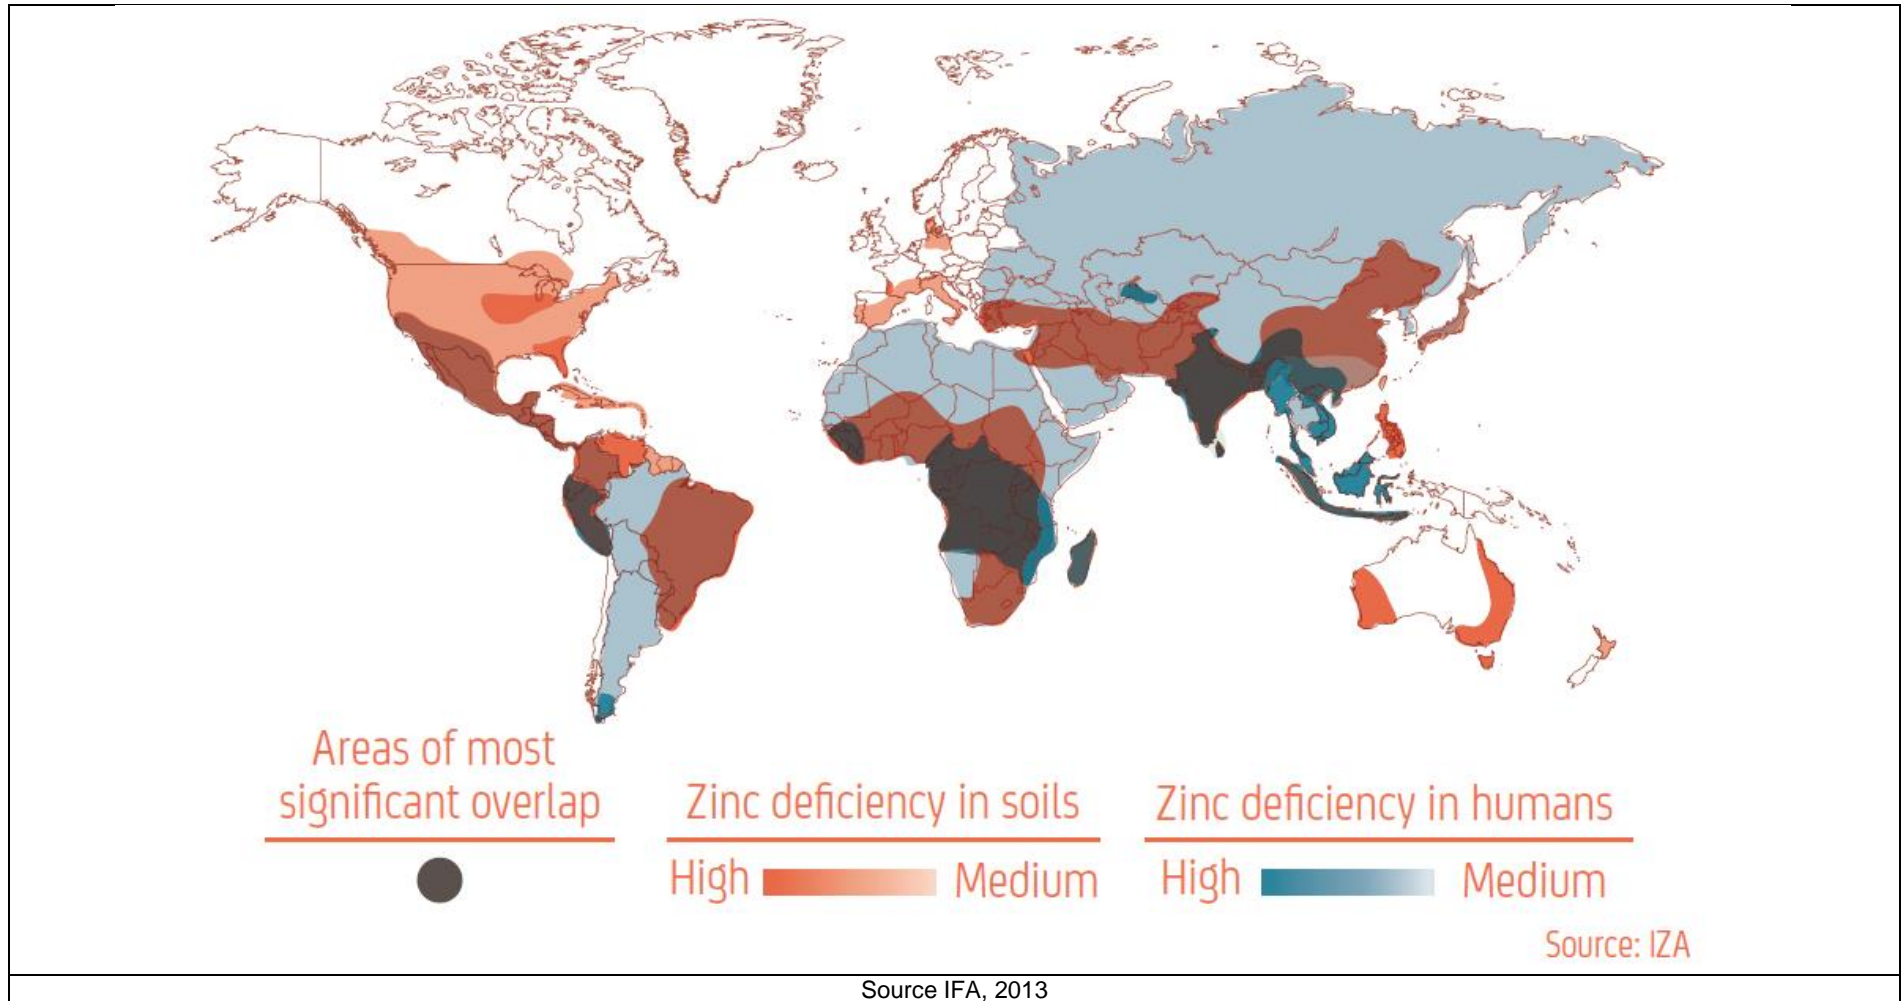 Areas of most
significant overlap
Zinc deficiency in soils
High Medium
Zinc deficiency in humans
High Medium
Source: IZA
Source IFA, 2013